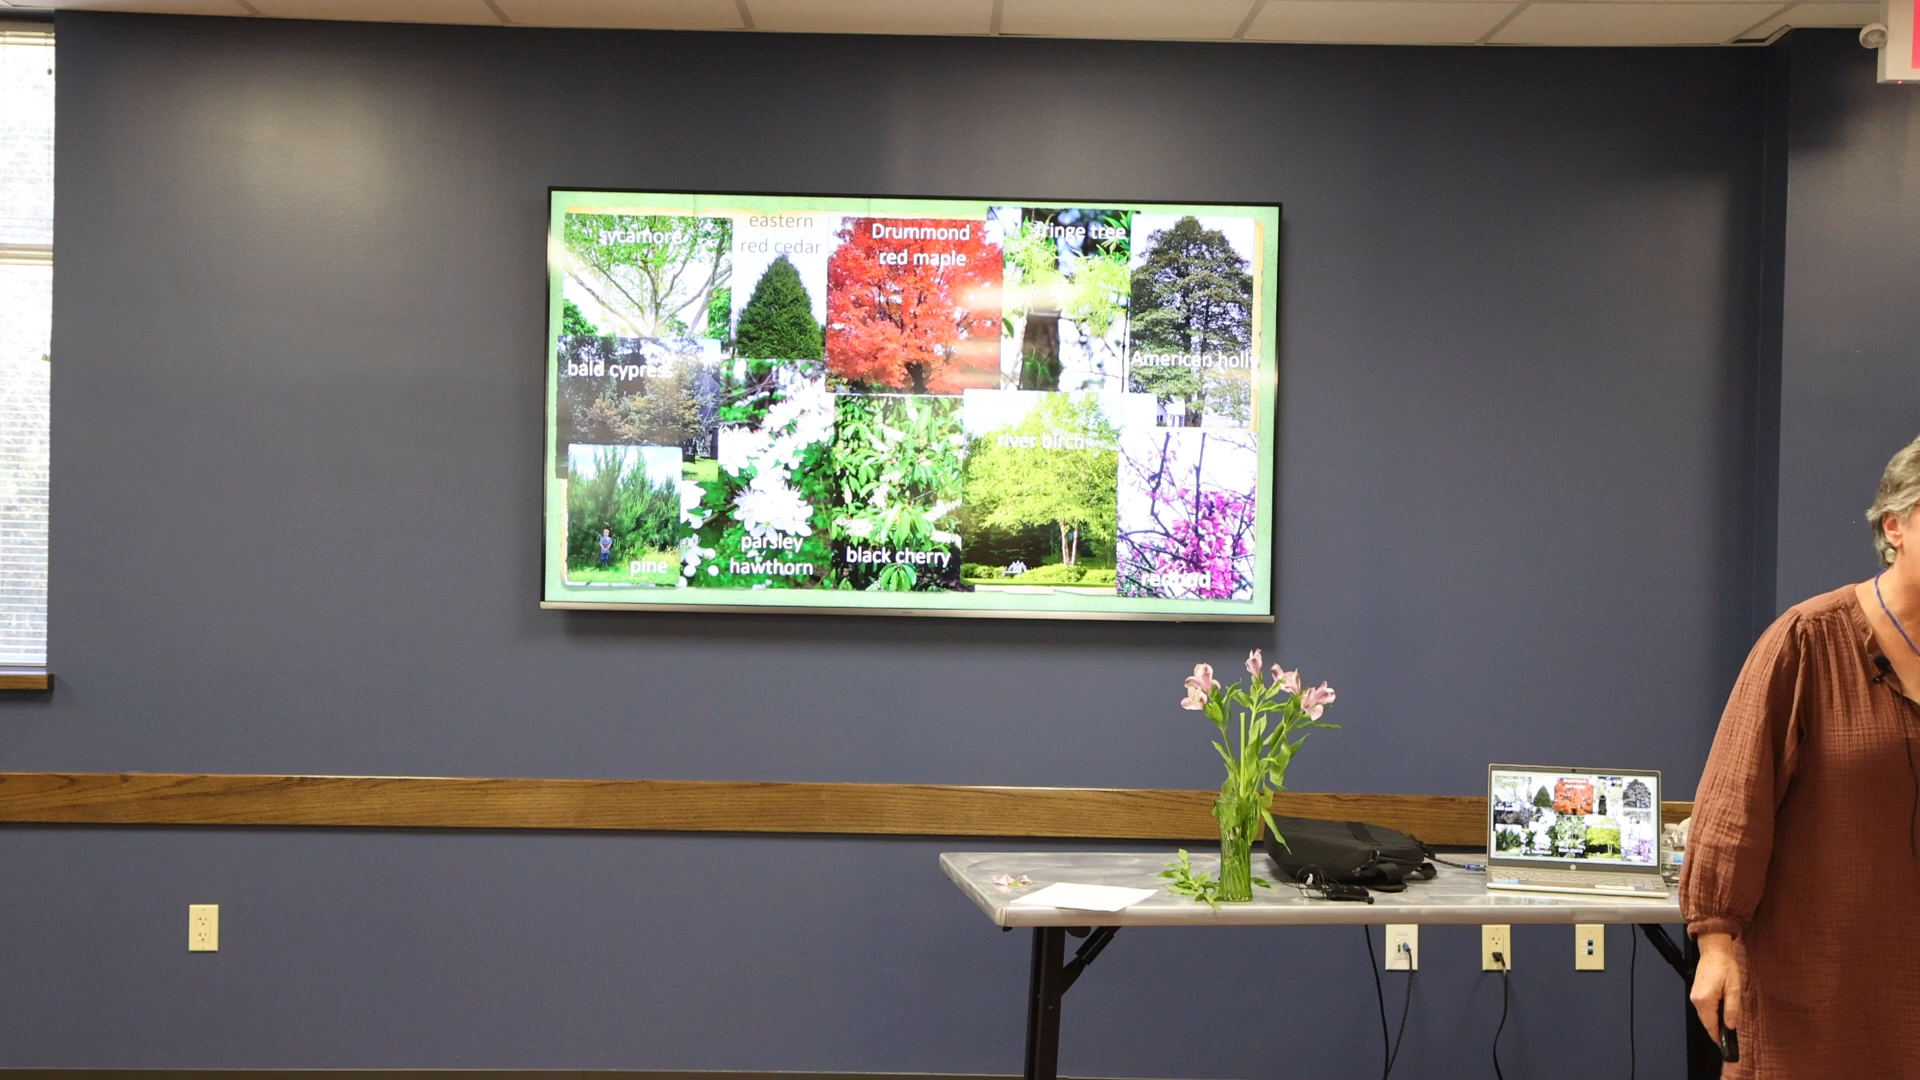 sycamore
eastern
red cedar
Drummond
red maple
fringe tree
American holly
bald cypress
river birch
pine
parsley
hawthorn
black cherry
redbud